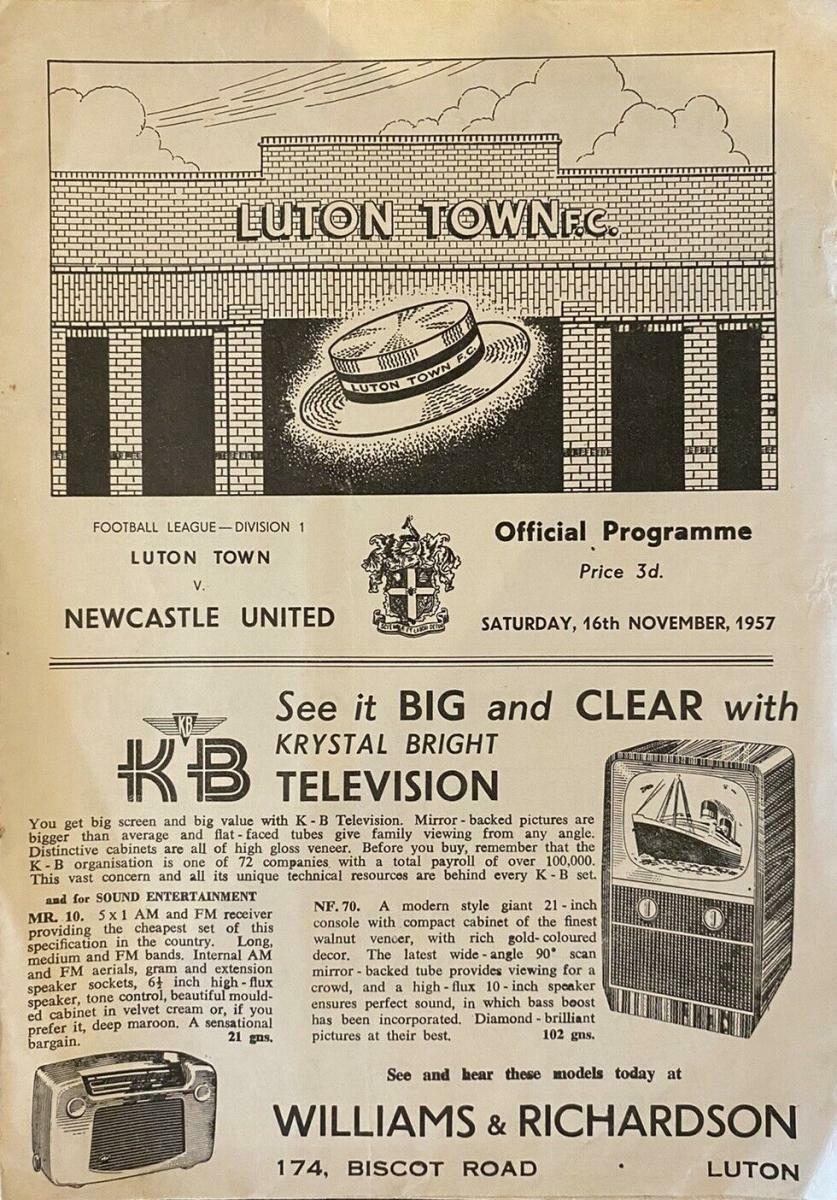 LUTON TOWN F.C.
LUTON TOWN F.C.
FOOTBALL LEAGUE — DIVISION 1
LUTON TOWN
V.
NEWCASTLE UNITED
Official Programme
Price 3d.
SATURDAY, 16th NOVEMBER, 1957
See it BIG and CLEAR with
KB
KB
KRYSTAL BRIGHT
TELEVISION
You get big screen and big value with K - B Television. Mirror - backed pictures are
bigger than average and flat - faced tubes give family viewing from any angle.
Distinctive cabinets are all of high gloss veneer. Before you buy, remember that the
K - B organisation is one of 72 companies with a total payroll of over 100,000.
This vast concern and all its unique technical resources are behind every K - B set.
and for SOUND ENTERTAINMENT
MR. 10. 5 x 1 AM and FM receiver
providing the cheapest set of this
specification in the country. Long,
medium and FM bands. Internal AM
and FM aerials, gram and extension
speaker sockets, 6½ inch high - flux
speaker, tone control, beautiful mould-
ed cabinet in velvet cream or, if you
prefer it, deep maroon. A sensational
bargain. 21 gns.
NF. 70. A modern style giant 21 - inch
console with compact cabinet of the finest
walnut veneer, with rich gold- coloured
decor. The latest wide - angle 90° scan
mirror - backed tube provides viewing for a
crowd, and a high - flux 10 - inch speaker
ensures perfect sound, in which bass boost
has been incorporated. Diamond - brilliant
pictures at their best. 102 gns.
See and hear these models today at
WILLIAMS & RICHARDSON
174, BISCOT ROAD • LUTON